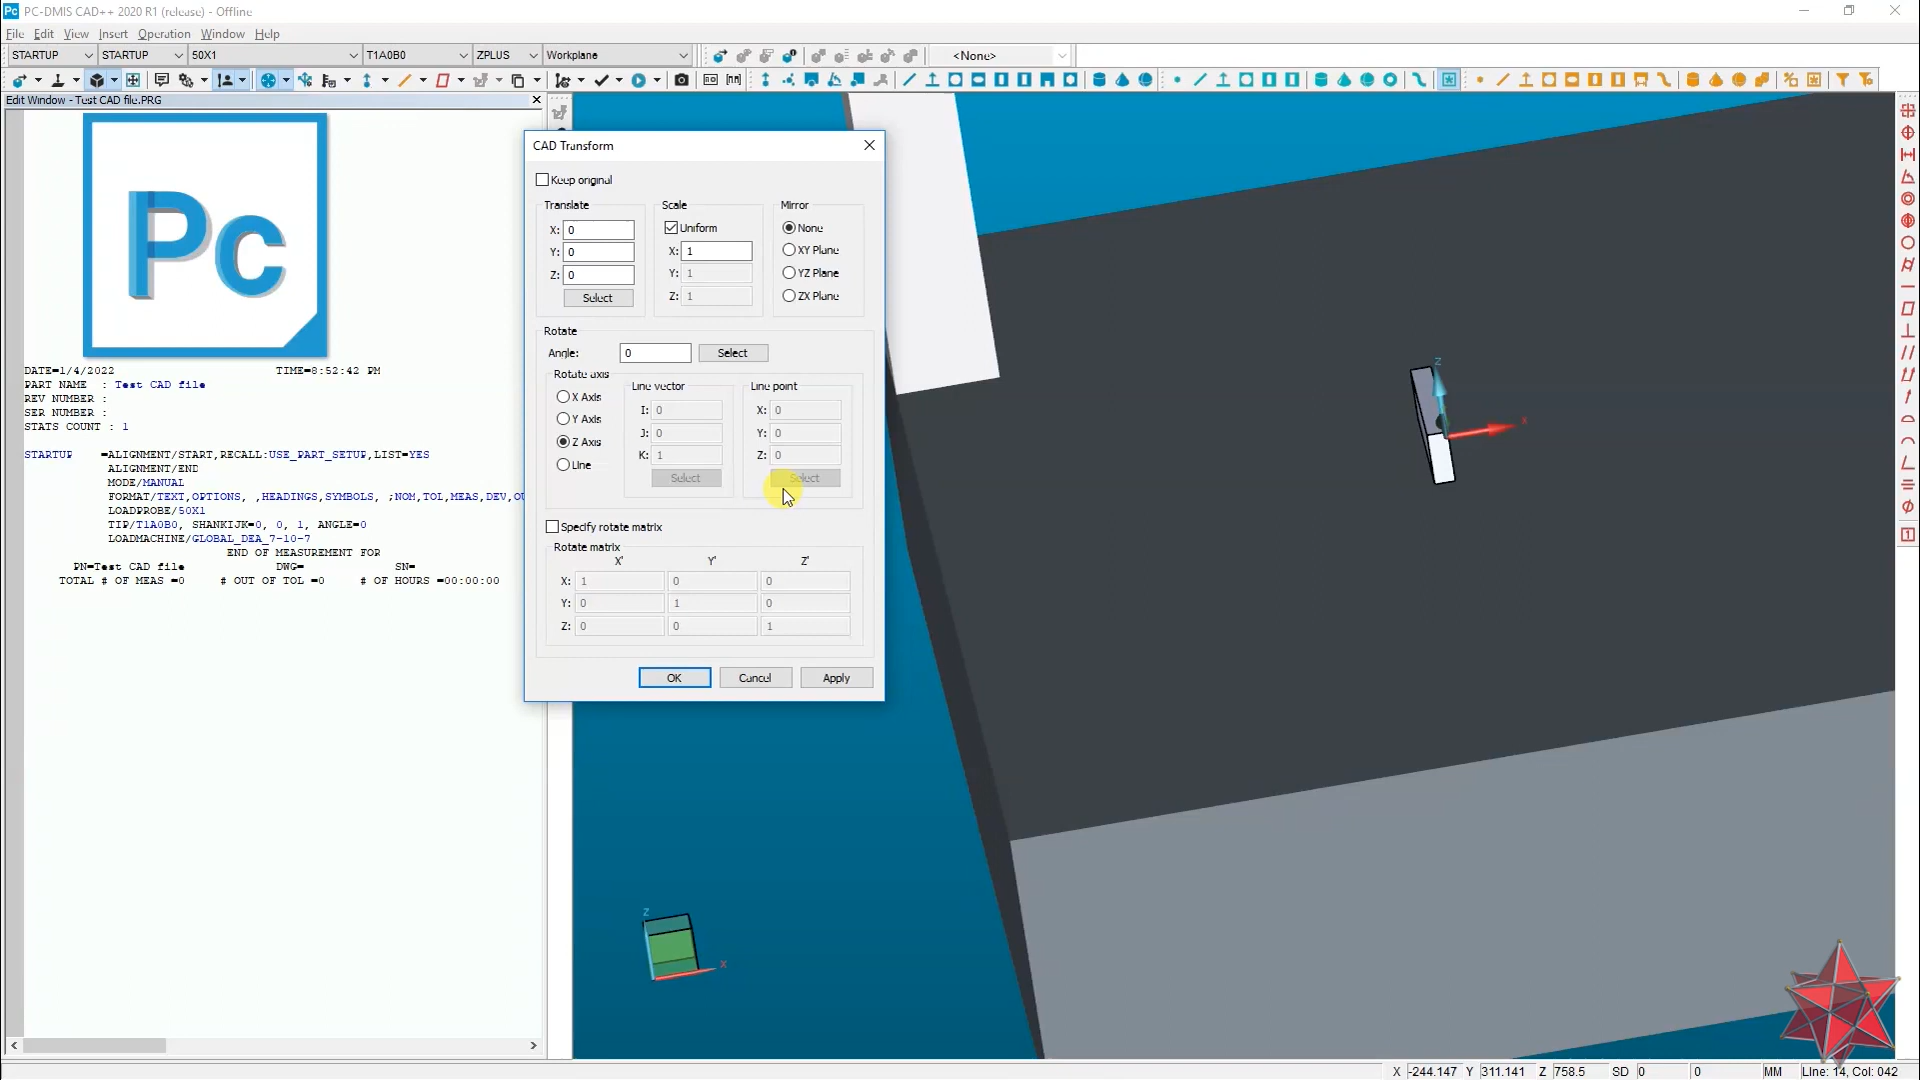 PC-DMIS CAD++ 2020 R1 (release) - Offline
File Edit View Insert Operation Window Help
STARTUP STARTUP 50X1 T1A0B0 ZPLUS Workplane <None>
Edit Window - Test CAD file.PRG
Pc
DATE=1/4/2022 TIME=8:52:42 PM
PART NAME : Test CAD file
REV NUMBER :
SER NUMBER :
STATS COUNT : 1
STARTUP =ALIGNMENT/START,RECALL:USE_PART_SETUP,LIST=YES
ALIGNMENT/END
MODE/MANUAL
FORMAT/TEXT,OPTIONS, ,HEADINGS,SYMBOLS, ;NOM,TOL,MEAS,DEV,OU
LOADPROBE/50X1
TIP/T1A0B0, SHANKIJK=0, 0, 1, ANGLE=0
LOADMACHINE/GLOBAL_DEA_7-10-7
END OF MEASUREMENT FOR
PN=Test CAD file DWG= SN=
TOTAL # OF MEAS =0 # OUT OF TOL =0 # OF HOURS =00:00:00
CAD Transform
Keep original
Translate Scale Mirror
X: 0 Uniform None
Y: 0 X: 1 XY Plane
Z: 0 Y: 1 YZ Plane
Select Z: 1 ZX Plane
Rotate
Angle: 0 Select
Rotate axis Line vector Line point
X Axis I: 0 X: 0
Y Axis J: 0 Y: 0
Z Axis K: 1 Z: 0
Line Select Select
Specify rotate matrix
Rotate matrix
X' Y' Z'
X: 1 0 0
Y: 0 1 0
Z: 0 0 1
OK Cancel Apply
Z
X
Z
X
X -244.147 Y 311.141 Z 758.5 SD 0 0 MM Line: 14, Col: 042